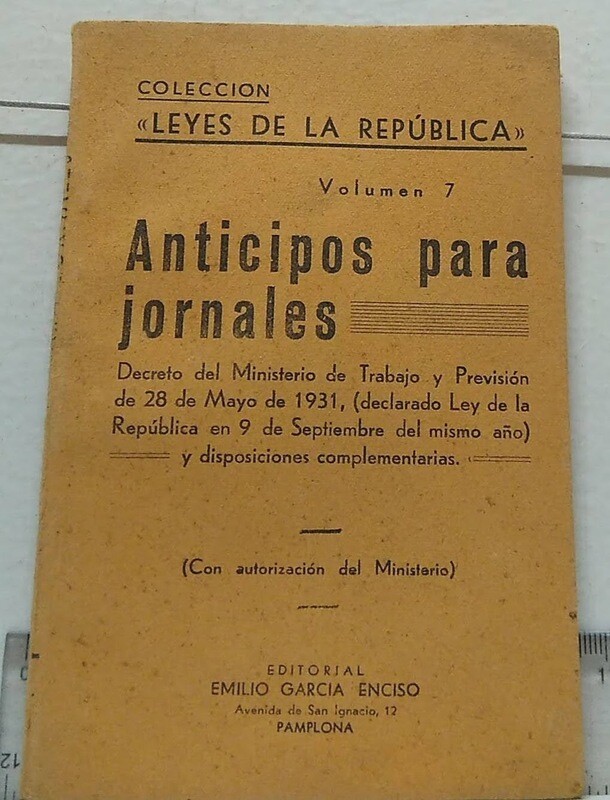 COLECCION
«LEYES DE LA REPÚBLICA»
Volumen 7
Anticipos para
jornales
Decreto del Ministerio de Trabajo y Previsión
de 28 de Mayo de 1931, (declarado Ley de la
República en 9 de Septiembre del mismo año)
y disposiciones complementarias.
(Con autorización del Ministerio)
EDITORIAL
EMILIO GARCIA ENCISO
Avenida de San Ignacio, 12
PAMPLONA